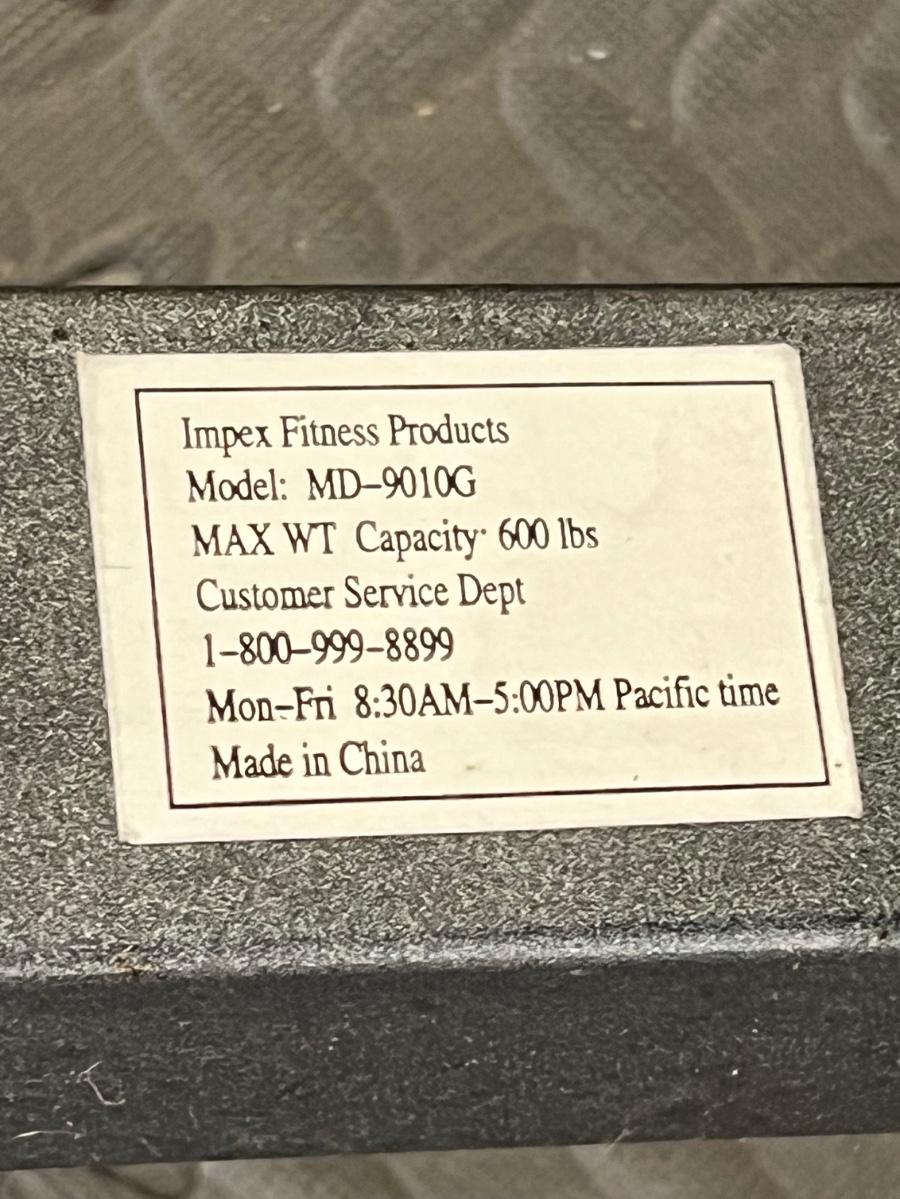 Impex Fitness Products
Model: MD-9010G
MAX WT Capacity: 600 lbs
Customer Service Dept
1-800-999-8899
Mon-Fri 8:30AM-5:00PM Pacific time
Made in China